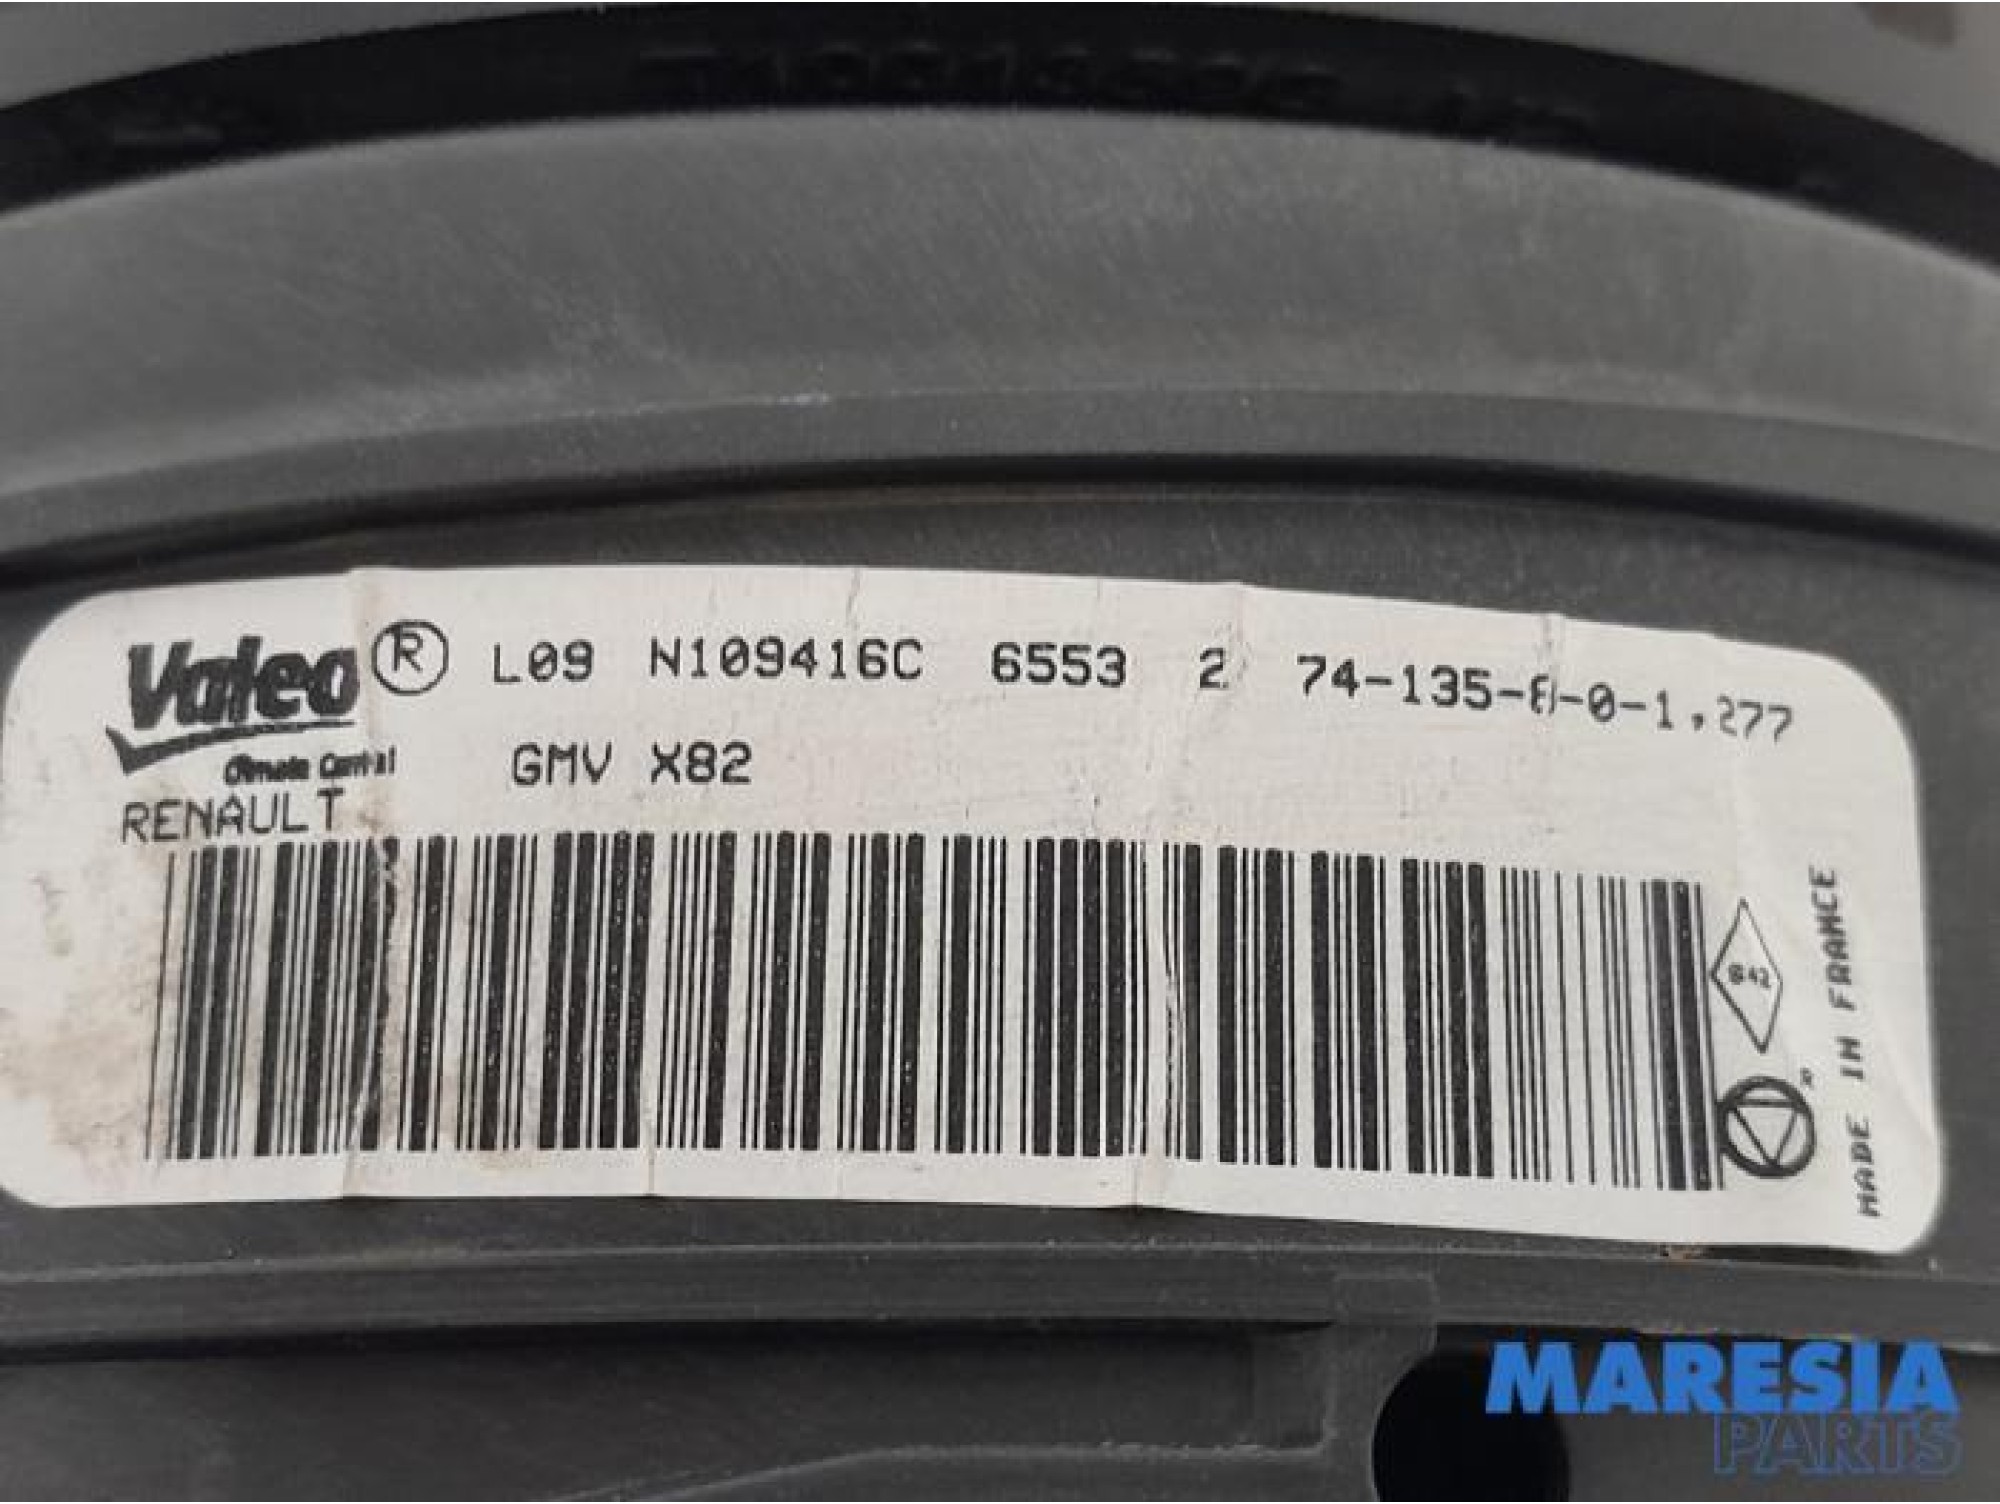 Valeo ® L09 N109416C 6553 2 74-135-8-0-1,277
Climate Control GMV X82
RENAULT
842
MADE IN FRANCE
MARESIA
PARTS